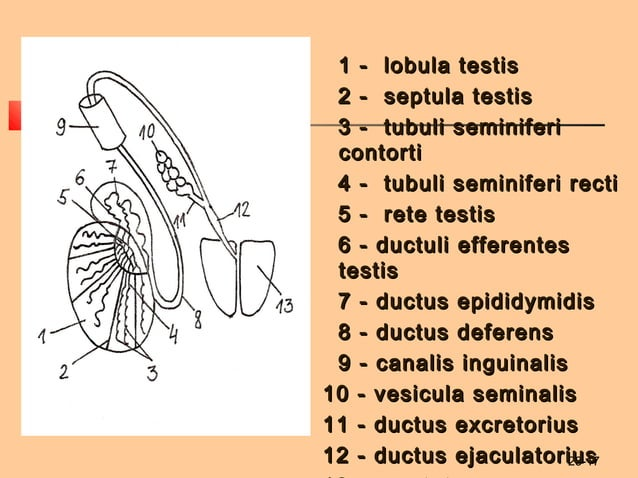 9
10
7
6
5
11
12
13
8
4
1
2
3
1 - lobula testis
2 - septula testis
3 - tubuli seminiferi
contorti
4 - tubuli seminiferi recti
5 - rete testis
6 - ductuli efferentes
testis
7 - ductus epididymidis
8 - ductus deferens
9 - canalis inguinalis
10 - vesicula seminalis
11 - ductus excretorius
12 - ductus ejaculatorius